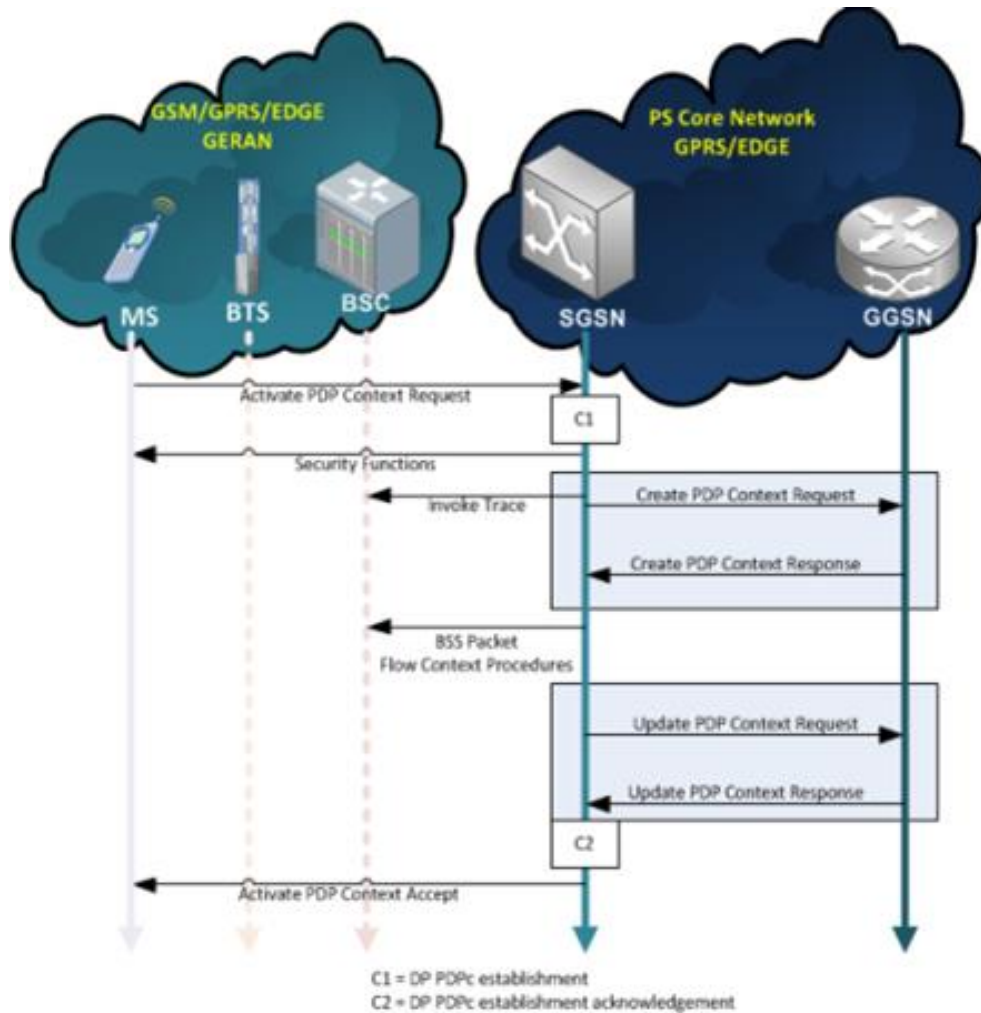 GSM/GPRS/EDGE
GERAN
PS Core Network
GPRS/EDGE
MS
BTS
BSC
SGSN
GGSN
Activate PDP Context Request
C1
Security Functions
Invoke Trace
Create PDP Context Request
Create PDP Context Response
BSS Packet
Flow Context Procedures
Update PDP Context Request
Update PDP Context Response
C2
Activate PDP Context Accept
C1 = DP PDPc establishment
C2 = DP PDPc establishment acknowledgement